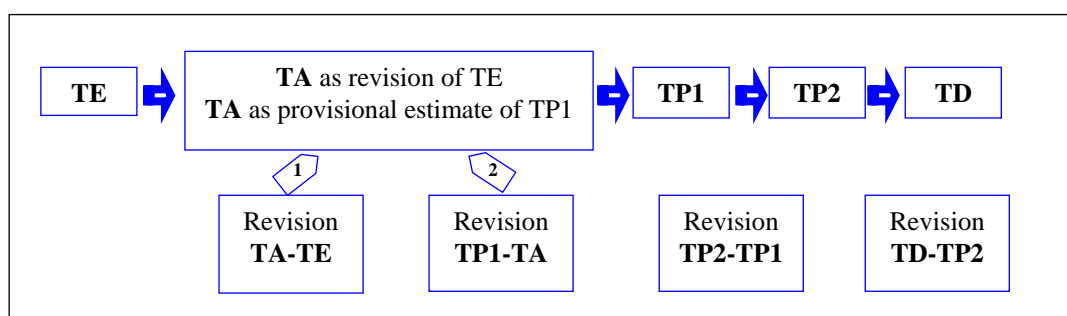 TE
TA as revision of TE
TA as provisional estimate of TP1
TP1
TP2
TD
1
2
Revision
TA-TE
Revision
TP1-TA
Revision
TP2-TP1
Revision
TD-TP2